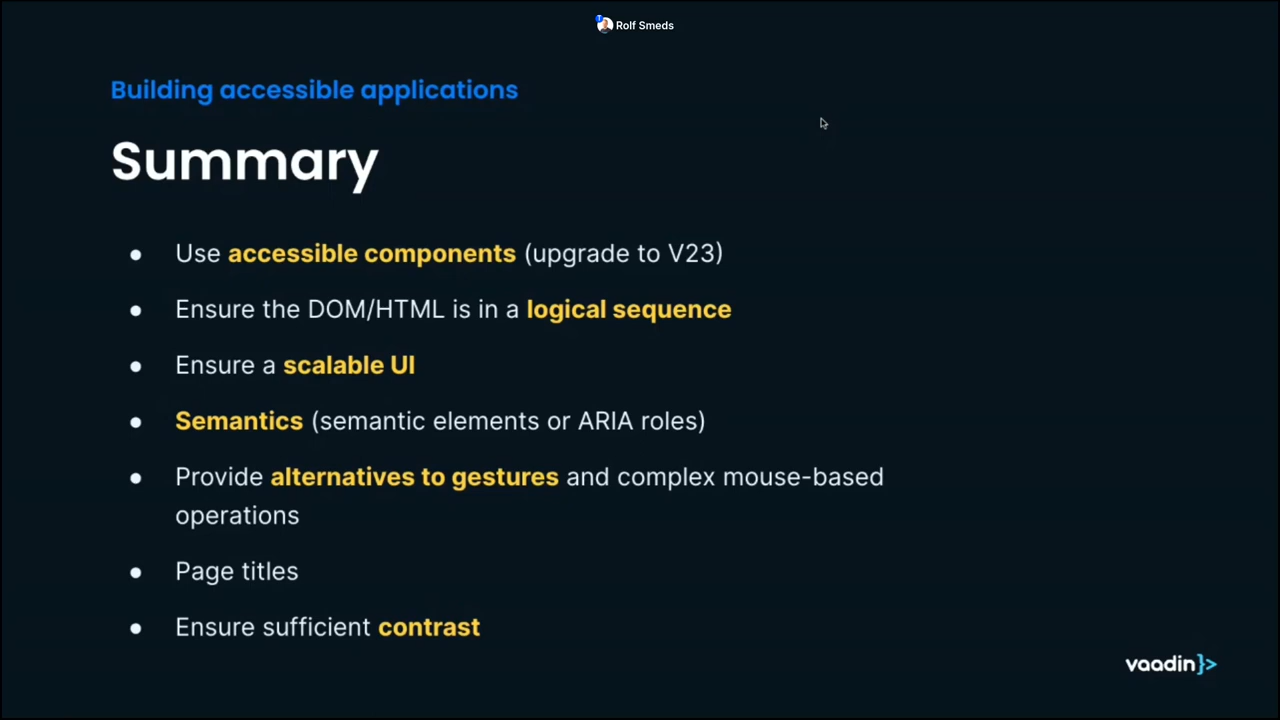 Rolf Smeds
Building accessible applications
Summary
● Use accessible components (upgrade to V23)
● Ensure the DOM/HTML is in a logical sequence
● Ensure a scalable UI
● Semantics (semantic elements or ARIA roles)
● Provide alternatives to gestures and complex mouse-based
operations
● Page titles
● Ensure sufficient contrast
vaadin}>